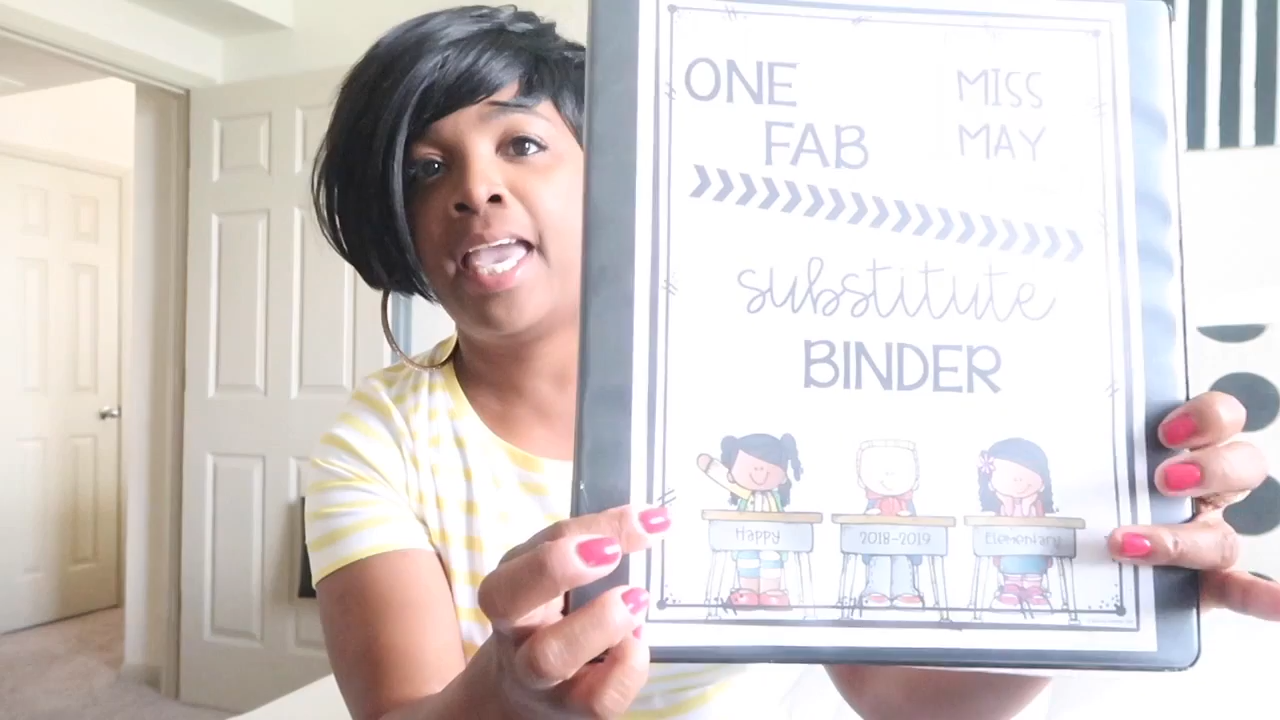 ONE
FAB
MISS
MAY
substitute
BINDER
Happy
2018-2019
Elementary